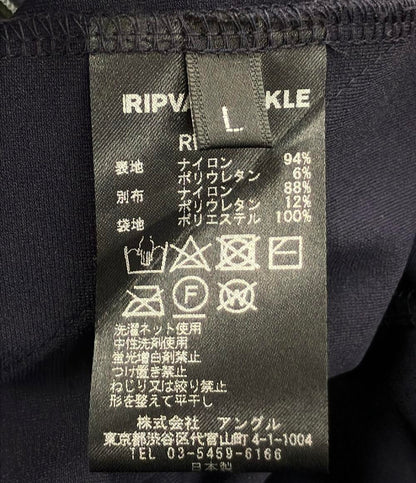 RIPVA KLE
L
表地 ナイロン 94%
ポリウレタン 6%
別布 ナイロン 88%
ポリウレタン 12%
袋地 ポリエステル 100%
F
W
洗濯ネット使用
中性洗剤使用
蛍光増白剤禁止
つけ置き禁止
ねじり又は絞り禁止
形を整えて平干し
株式会社 アングル
東京都渋谷区代官山町4-1-1004
TEL 03-5459-6166
日本製